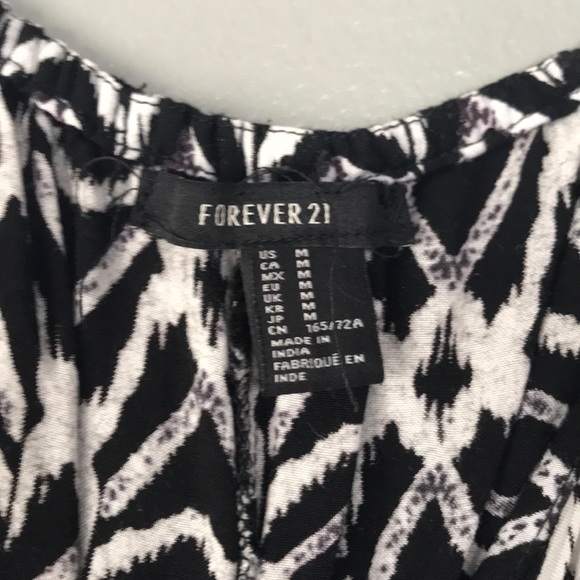 FOREVER 21
US M
CA M
MX M
EU M
UK M
KR M
JP M
CN 165/72A
MADE IN
INDIA
FABRIQUÉ EN
INDE